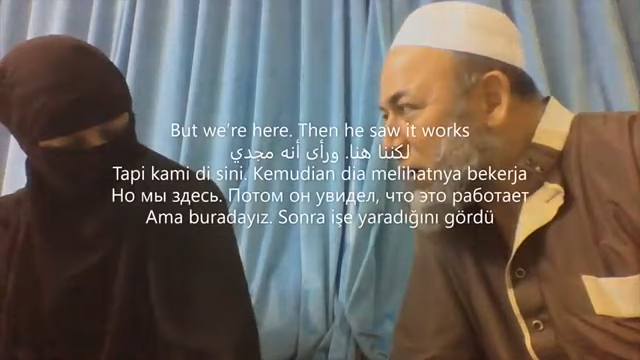 But we're here. Then he saw it works
لكننا هنا. ورأى أنه مجدي
Tapi kami di sini. Kemudian dia melihatnya bekerja
Но мы здесь. Потом он увидел, что это работает
Ama buradayız. Sonra işe yaradığını gördü